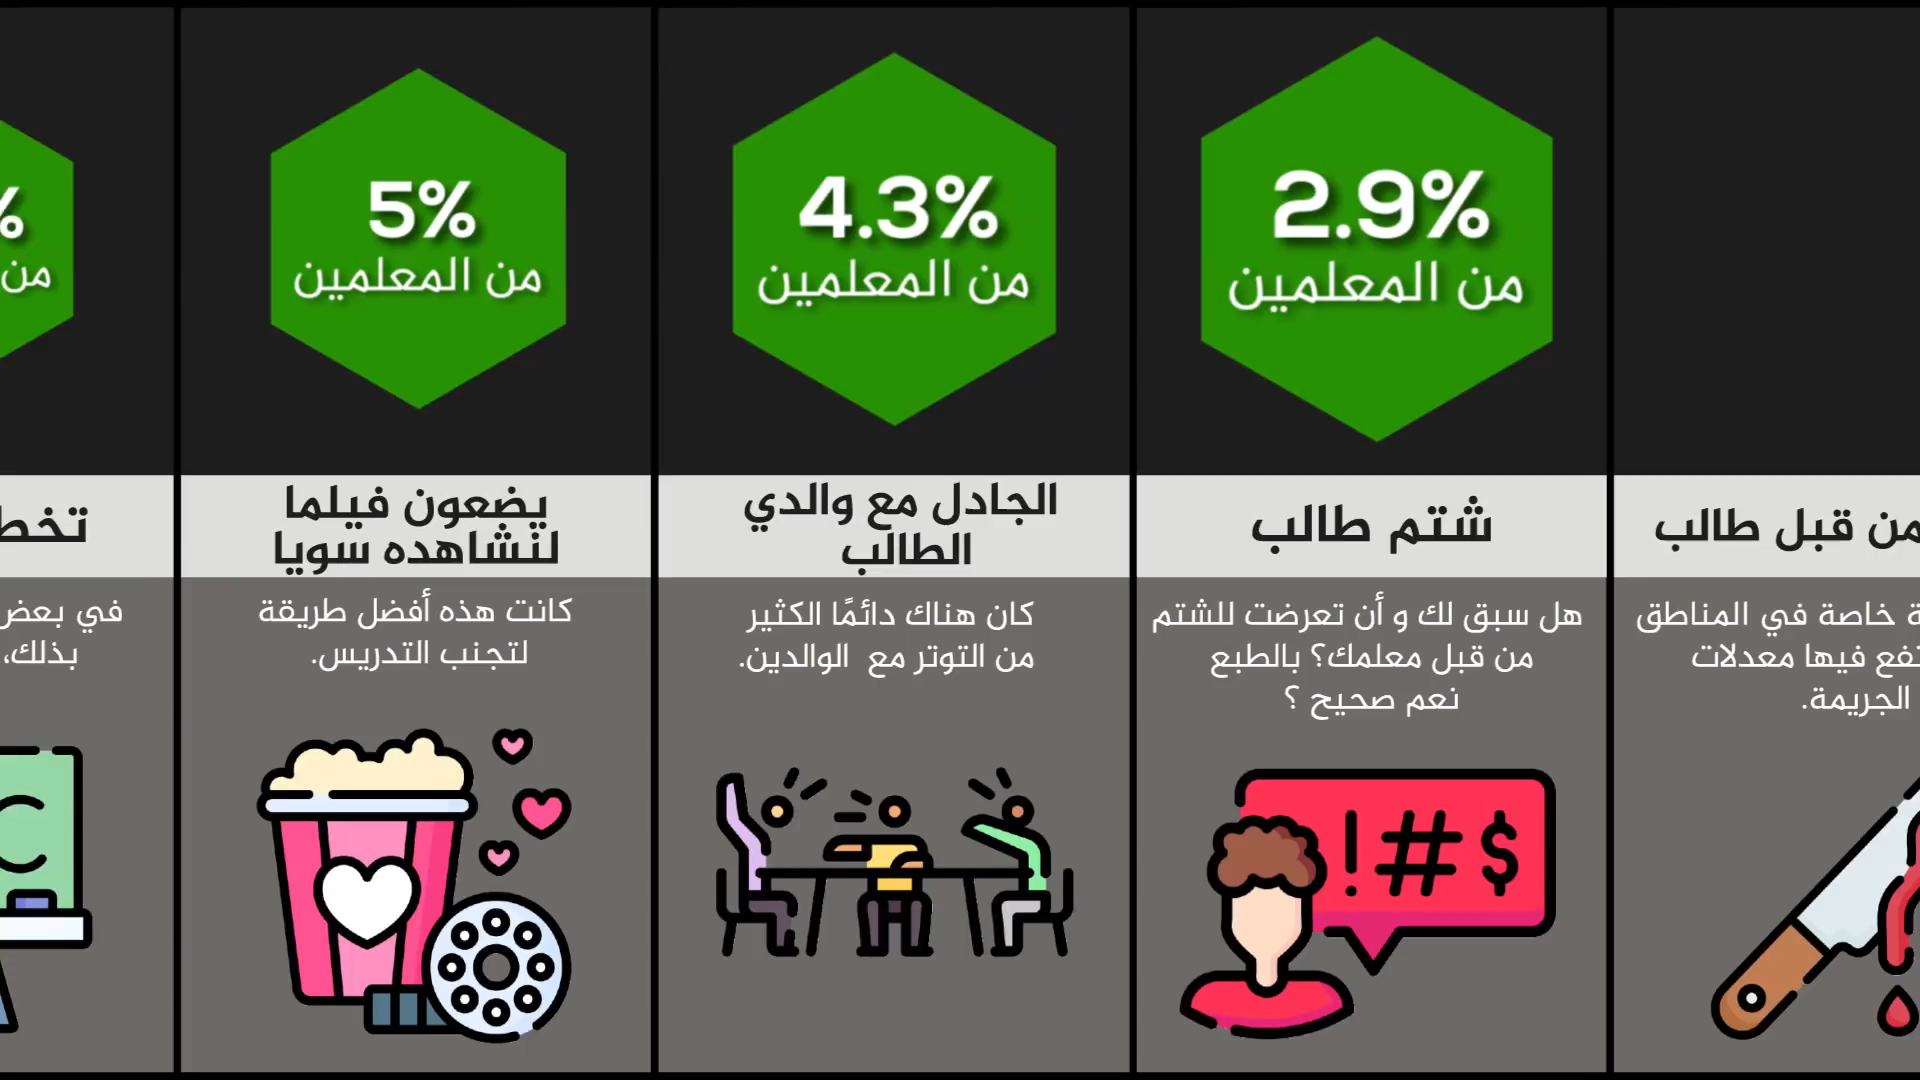 %
من
تخط
في بعض
بذلك،
5%
من المعلمين
يضعون فيلما
لنشاهده سويا
كانت هذه أفضل طريقة
لتجنب التدريس.
4.3%
من المعلمين
الجادل مع والدي
الطالب
كان هناك دائمًا الكثير
من التوتر مع الوالدين.
2.9%
من المعلمين
شتم طالب
هل سبق لك و أن تعرضت للشتم
من قبل معلمك؟ بالطبع
نعم صحيح ؟
!#$
من قبل طالب
ة خاصة في المناطق
تفع فيها معدلات
الجريمة.